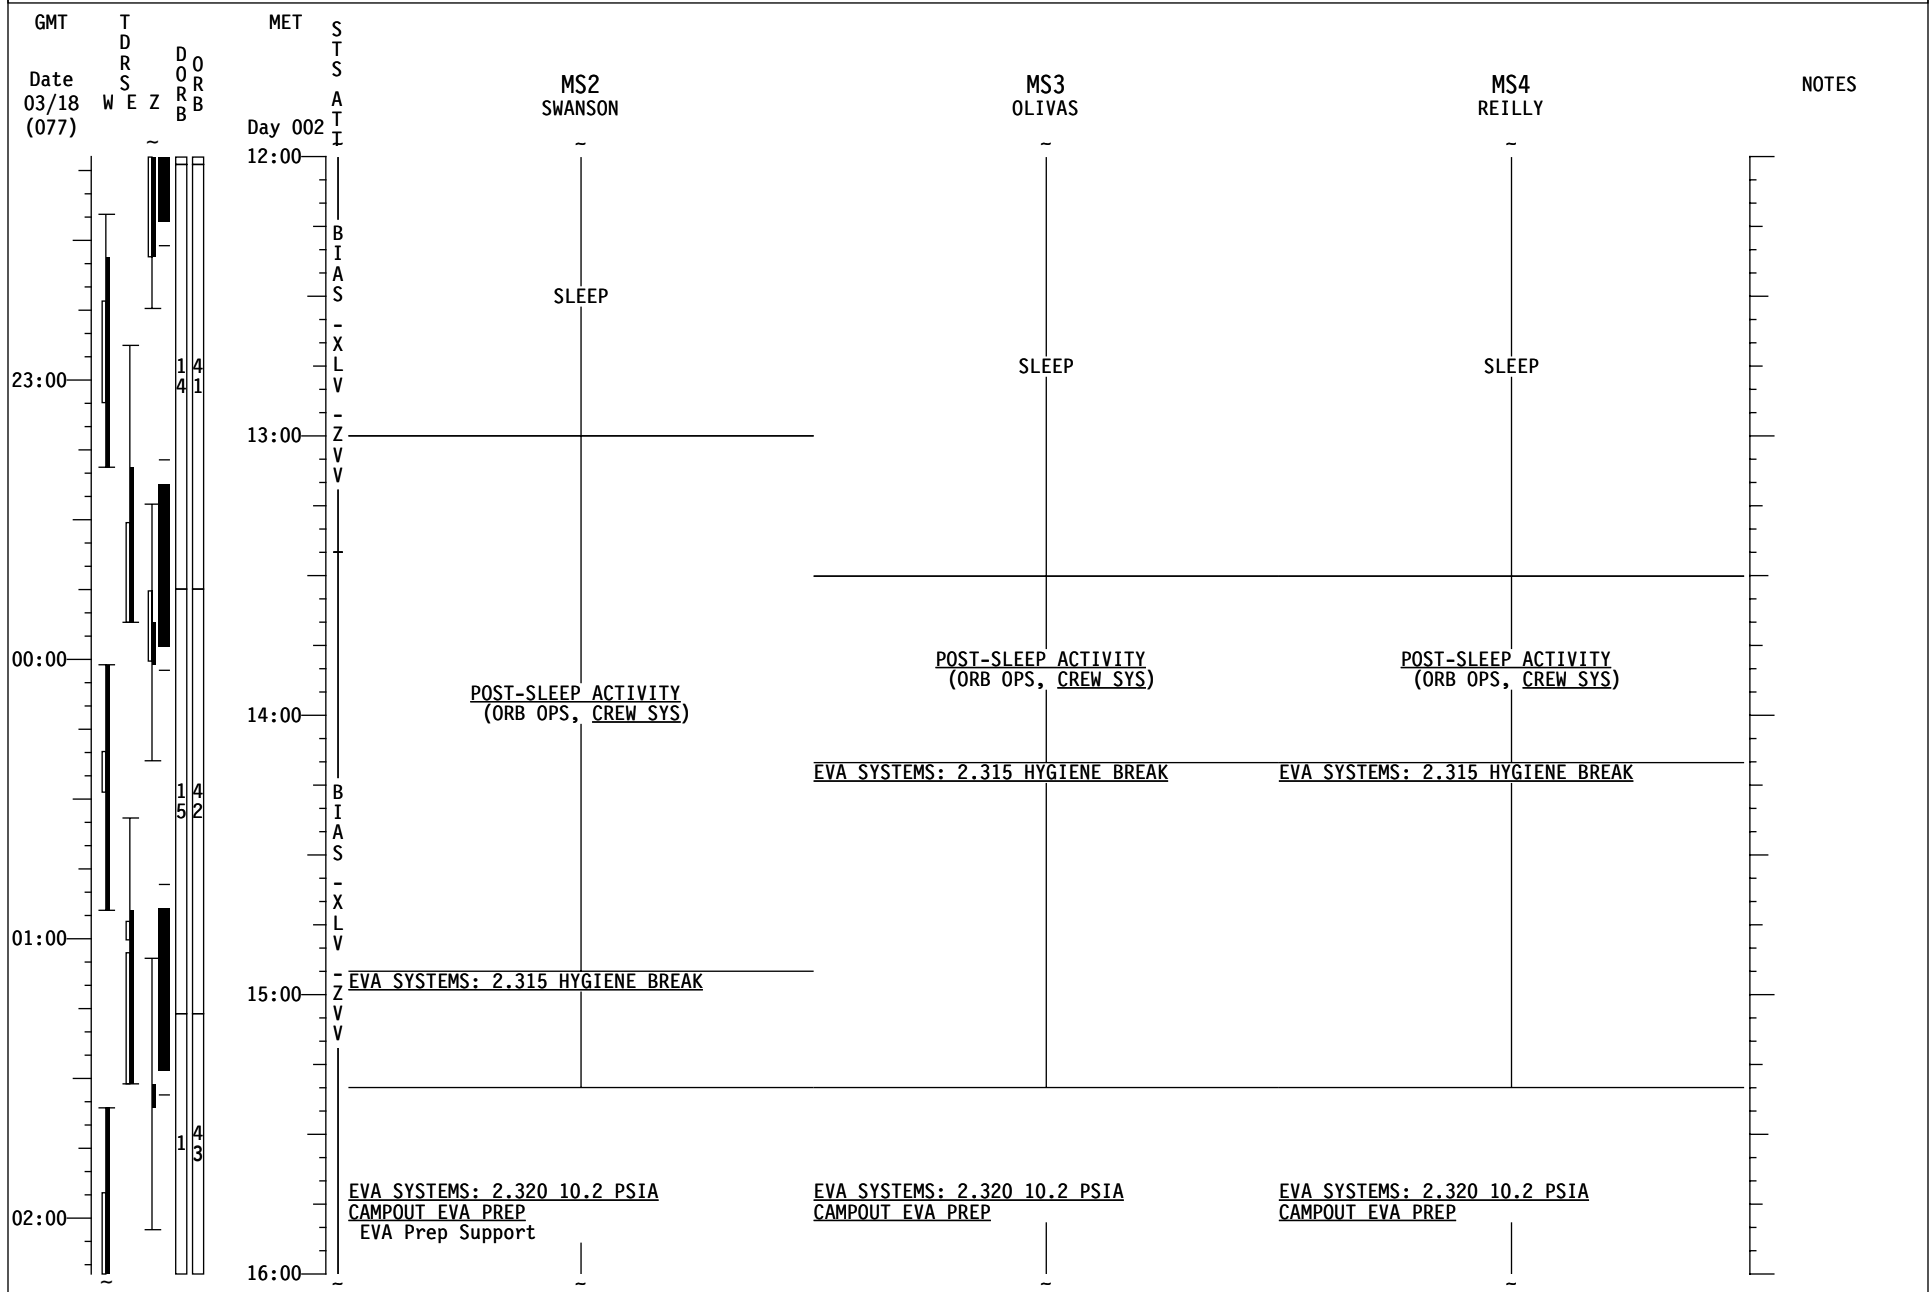 GMT
TDRS
MET
STS ATT
DORB
ORB
Date
03/18
(077)
W E Z
Day 002
MS2
SWANSON
MS3
OLIVAS
MS4
REILLY
NOTES
~
~
~
~
12:00
BIAS -XLV -ZVV
SLEEP
SLEEP
SLEEP
14
41
23:00
13:00
00:00
POST-SLEEP ACTIVITY
(ORB OPS, CREW SYS)
POST-SLEEP ACTIVITY
(ORB OPS, CREW SYS)
POST-SLEEP ACTIVITY
(ORB OPS, CREW SYS)
14:00
EVA SYSTEMS: 2.315 HYGIENE BREAK
EVA SYSTEMS: 2.315 HYGIENE BREAK
15
42
BIAS -XLV -ZVV
01:00
EVA SYSTEMS: 2.315 HYGIENE BREAK
15:00
1
43
EVA SYSTEMS: 2.320 10.2 PSIA
CAMPOUT EVA PREP
EVA Prep Support
EVA SYSTEMS: 2.320 10.2 PSIA
CAMPOUT EVA PREP
EVA SYSTEMS: 2.320 10.2 PSIA
CAMPOUT EVA PREP
02:00
16:00
~
~
~
~
~